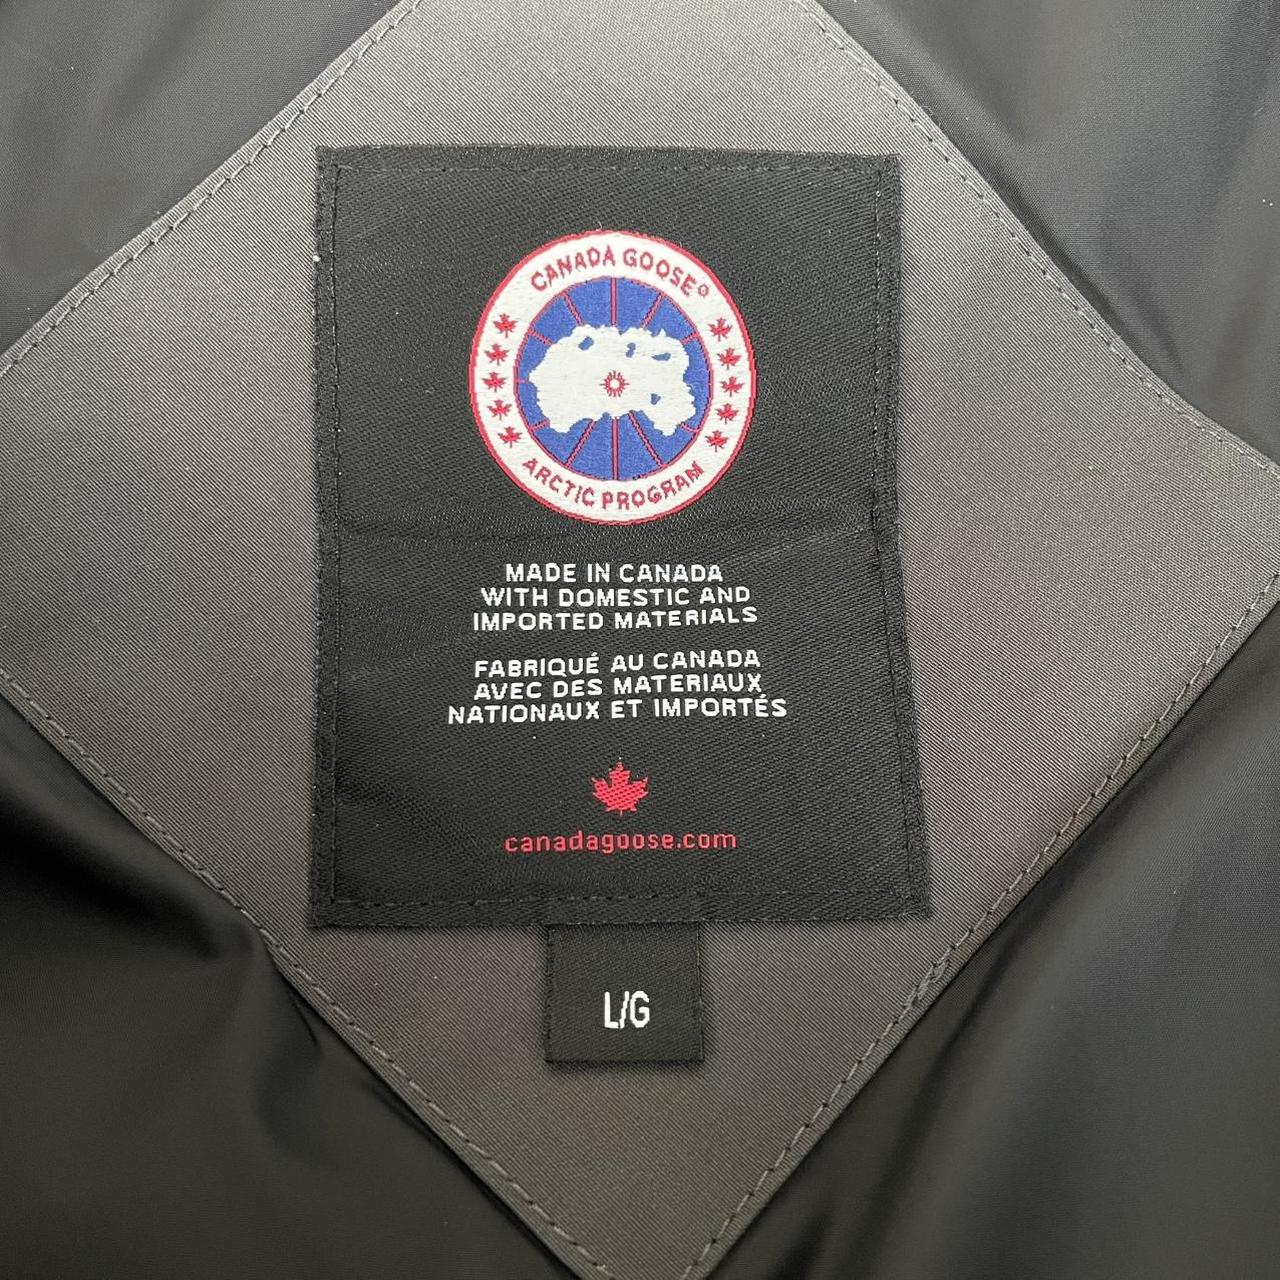 CANADA GOOSE®
ARCTIC PROGRAM
MADE IN CANADA
WITH DOMESTIC AND
IMPORTED MATERIALS
FABRIQUÉ AU CANADA
AVEC DES MATERIAUX
NATIONAUX ET IMPORTÉS
canadagoose.com
L/G